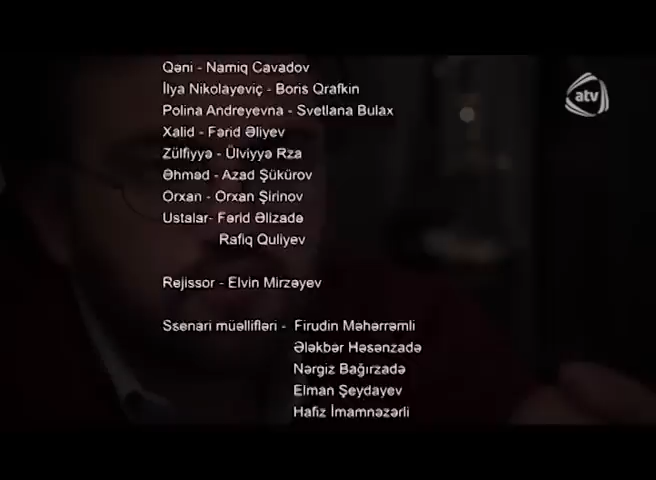 Qəni - Namiq Cavadov
İlya Nikolayeviç - Boris Qrafkin
Polina Andreyevna - Svetlana Bulax
Xalid - Fərid Əliyev
Zülfiyyə - Ülviyyə Rza
Əhməd - Azad Şükürov
Orxan - Orxan Şirinov
Ustalar- Fərid Əlizadə
Rafiq Quliyev
Rejissor - Elvin Mirzəyev
Ssenari müəllifləri - Firudin Məhərrəmli
Ələkbər Həsənzadə
Nərgiz Bağırzadə
Elman Şeydayev
Hafiz İmamnəzərli
atv